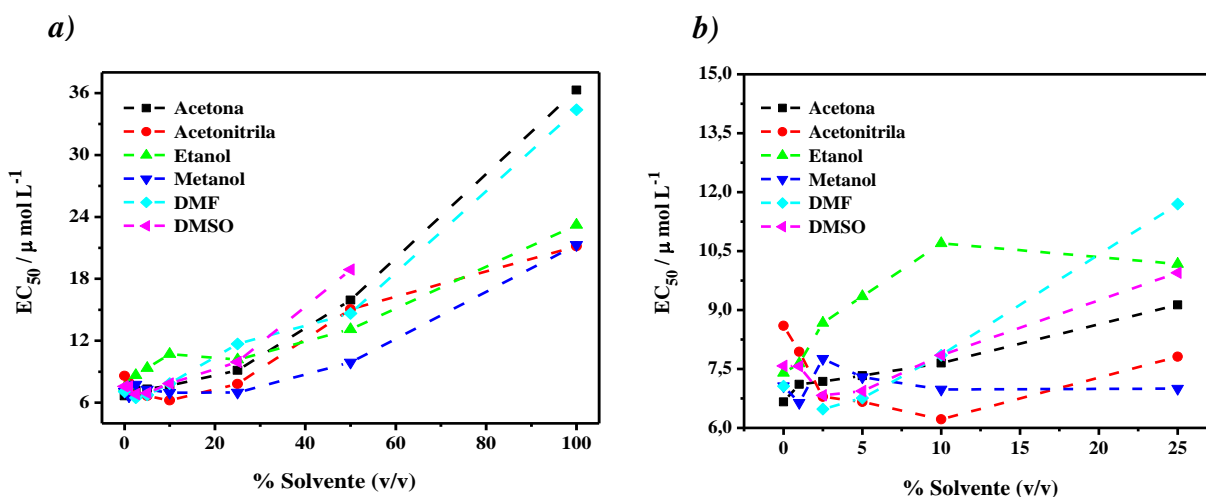 a)
EC50 / µ mol L-1
36
30
24
18
12
6
Acetona
Acetonitrila
Etanol
Metanol
DMF
DMSO
0 20 40 60 80 100
% Solvente (v/v)
b)
EC50 / µ mol L-1
15,0
13,5
12,0
10,5
9,0
7,5
6,0
Acetona
Acetonitrila
Etanol
Metanol
DMF
DMSO
0 5 10 15 20 25
% Solvente (v/v)